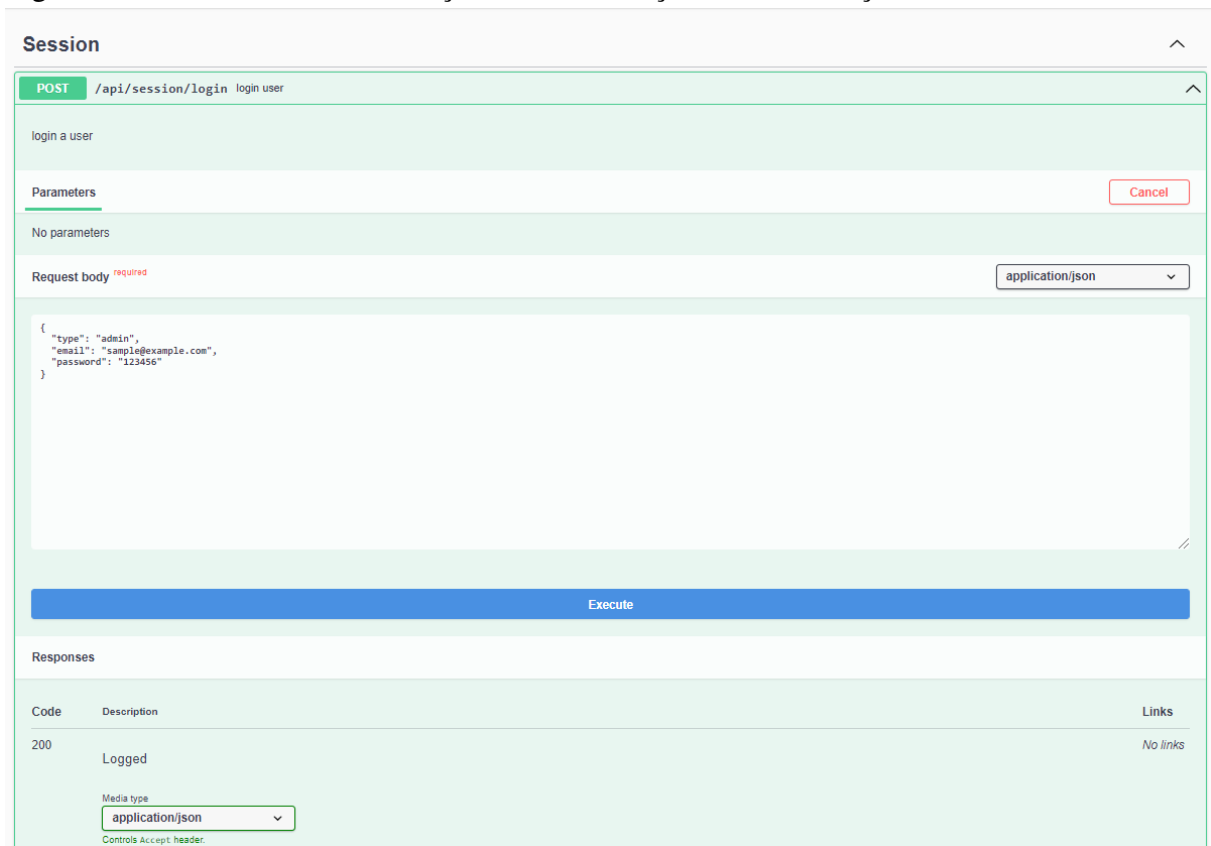 Session
POST /api/session/login login user
login a user
Parameters
Cancel
No parameters
Request body required
application/json
{
"type": "admin",
"email": "sample@example.com",
"password": "123456"
}
Execute
Responses
Code Description Links
200 Logged No links
Media type
application/json
Controls Accept header.